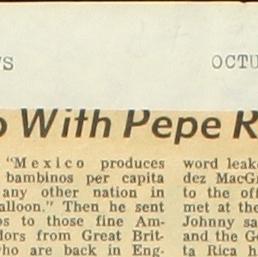 'S OCTU
o With Pepe R
"Mexico produces
bambinos per capita
any other nation in
alloon." Then he sent
os to those fine Am-
dors from Great Brit-
ho are back in Eng-
word leak
dez MacG
to the off
met at the
Johnny sa
and the G
ta Rica h